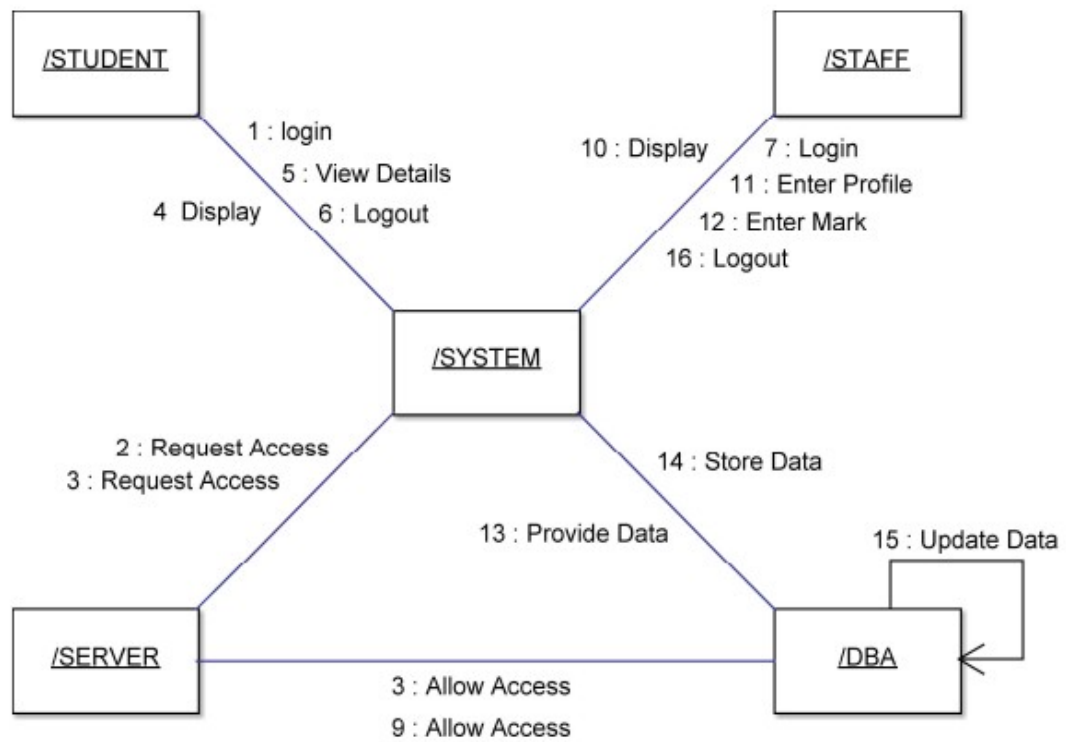 /STUDENT
/STAFF
1 : login
5 : View Details
4 Display
6 : Logout
10 : Display
7 : Login
11 : Enter Profile
12 : Enter Mark
16 : Logout
/SYSTEM
2 : Request Access
3 : Request Access
14 : Store Data
13 : Provide Data
15 : Update Data
/SERVER
/DBA
3 : Allow Access
9 : Allow Access